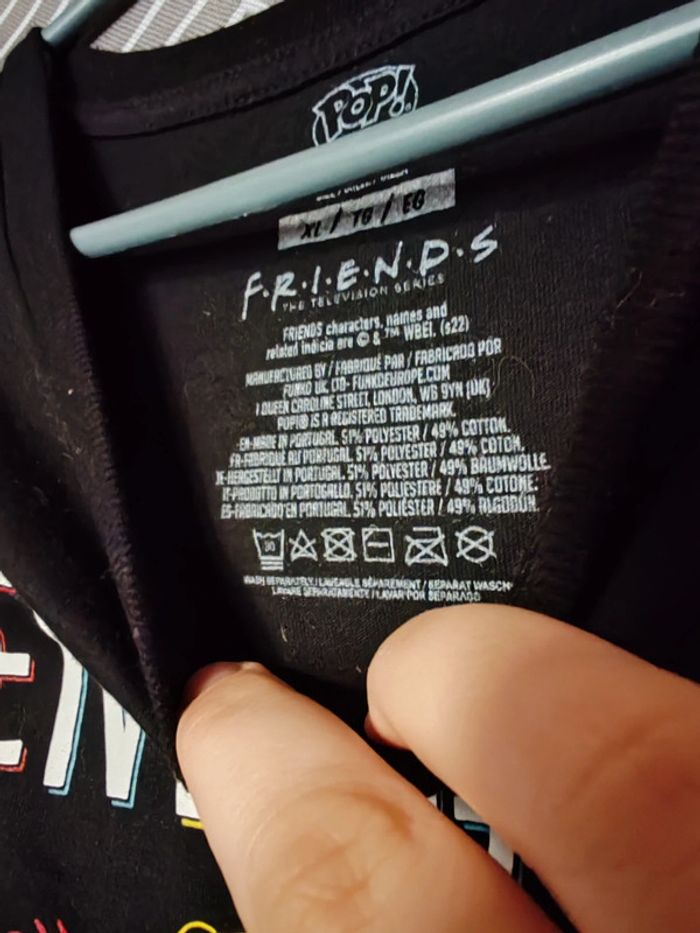 POP!
XL / TG / EG
F·R·I·E·N·D·S
THE TELEVISION SERIES
FRIENDS characters, names and
related indicia are © & ™ WBEI. (s22)
MANUFACTURED BY / FABRIQUÉ PAR / FABRICADO POR
FUNKO UK, LTD- FUNKOEUROPE.COM
1 QUEEN CAROLINE STREET, LONDON, W6 9YN (UK)
POP!® IS A REGISTERED TRADEMARK.
EN-MADE IN PORTUGAL. 51% POLYESTER / 49% COTTON.
FR-FABRIQUÉ AU PORTUGAL. 51% POLYESTER / 49% COTON.
HERGESTELLT IN PORTUGAL. 51% POLYESTER / 49% BAUMWOLLE.
IT-PRODOTTO IN PORTOGALLO. 51% POLIESTERE / 49% COTONE.
ES-FABRICADO EN PORTUGAL. 51% POLIÉSTER / 49% ALGODÓN.
30
WASH SEPARATELY / LAVABLE SÉPARÉMENT / SEPARAT WASCH
LAVARE SEPARATAMENTE / LAVAR POR SEPARADO